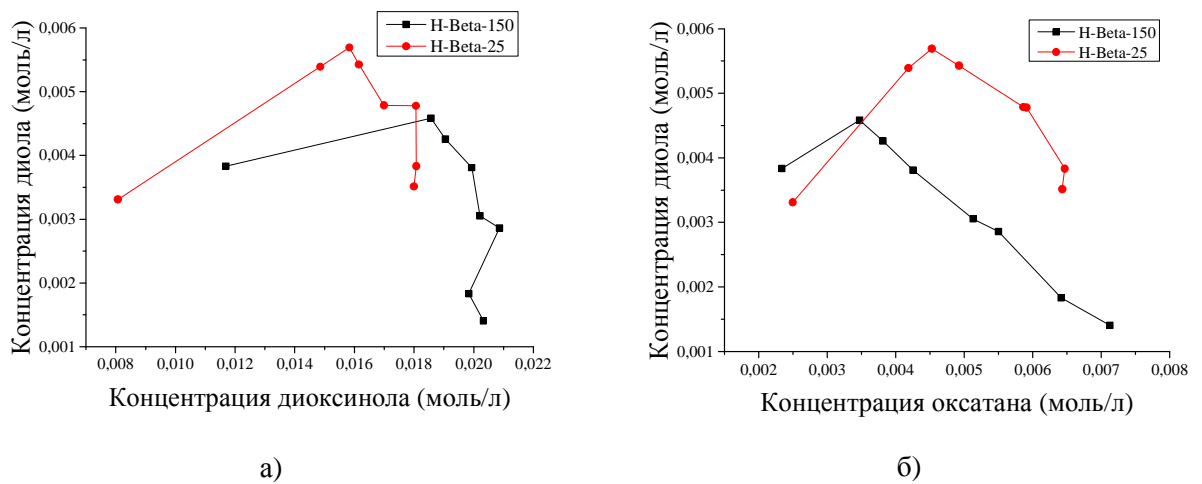 0,006
0,005
0,004
0,003
0,002
0,001
0,008
0,010
0,012
0,014
0,016
0,018
0,020
0,022
Концентрация диола (моль/л)
Концентрация диоксинола (моль/л)
H-Beta-150
H-Beta-25
а)
0,006
0,005
0,004
0,003
0,002
0,001
0,002
0,003
0,004
0,005
0,006
0,007
0,008
Концентрация диола (моль/л)
Концентрация оксатана (моль/л)
H-Beta-150
H-Beta-25
б)